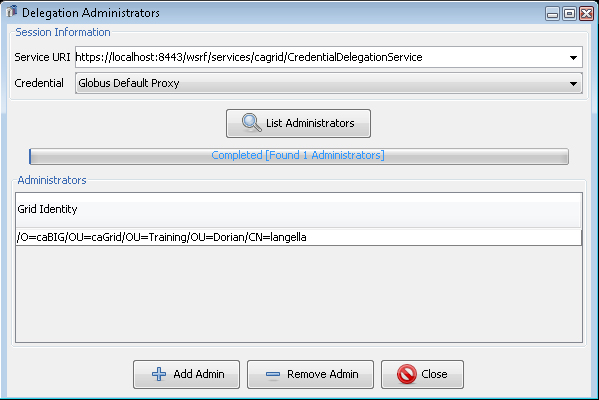 Delegation Administrators
Session Information
Service URI https://localhost:8443/wsrf/services/cagrid/CredentialDelegationService
Credential Globus Default Proxy
List Administrators
Completed [Found 1 Administrators]
Administrators
Grid Identity
/O=caBIG/OU=caGrid/OU=Training/OU=Dorian/CN=langella
Add Admin Remove Admin Close